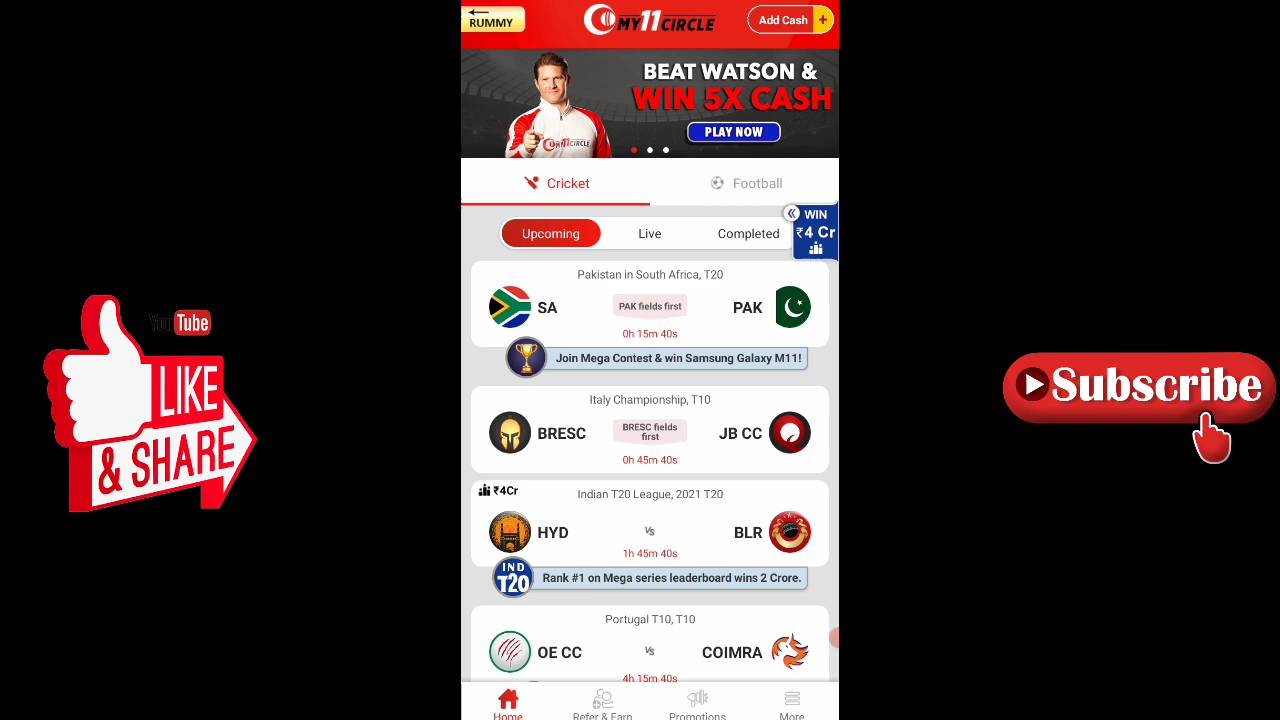 RUMMY
MY11CIRCLE
Add Cash +
BEAT WATSON &
WIN 5X CASH
PLAY NOW
MY11CIRCLE
Cricket
Football
WIN
₹4 Cr
Upcoming
Live
Completed
Pakistan in South Africa, T20
SA
PAK fields first
PAK
0h 15m 40s
Join Mega Contest & win Samsung Galaxy M11!
Italy Championship, T10
BRESC
BRESC fields
first
JB CC
0h 45m 40s
₹4Cr
Indian T20 League, 2021 T20
HYD
VS
BLR
1h 45m 40s
IND
T20
Rank #1 on Mega series leaderboard wins 2 Crore.
Portugal T10, T10
OE CC
VS
COIMRA
4h 15m 40s
Home
Refer & Earn
Promotions
More
YouTube
LIKE
& SHARE
Subscribe